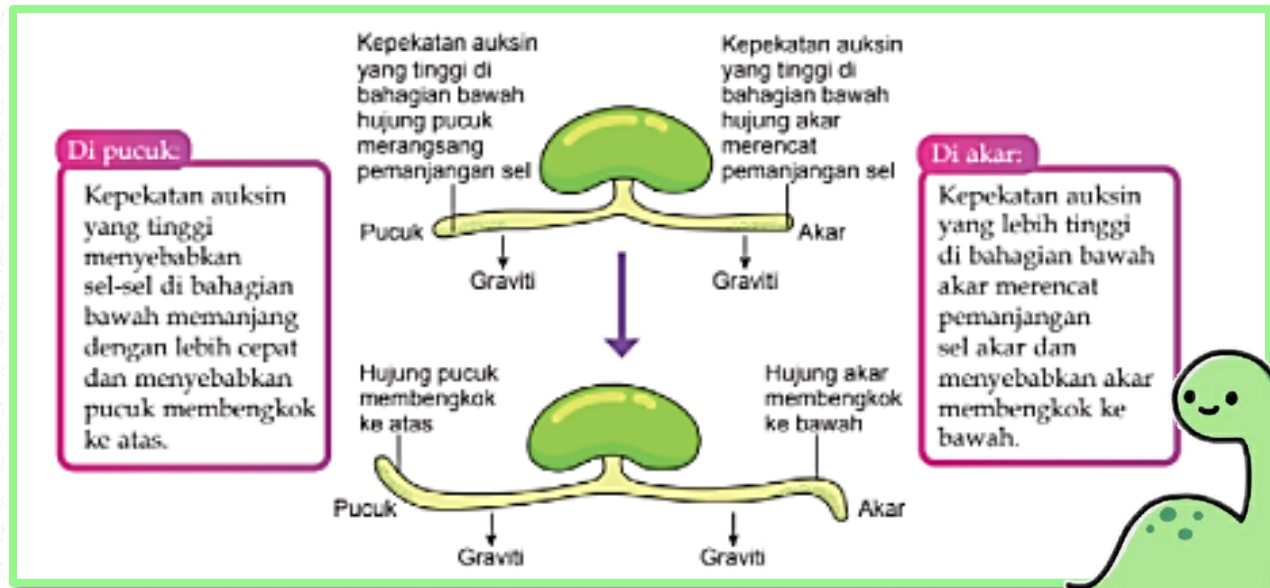 Kepekatan auksin
yang tinggi di
bahagian bawah
hujung pucuk
merangsang
pemanjangan sel
Kepekatan auksin
yang tinggi di
bahagian bawah
hujung akar
merencat
pemanjangan sel
Di pucuk:
Kepekatan auksin
yang tinggi
menyebabkan
sel-sel di bahagian
bawah memanjang
dengan lebih cepat
dan menyebabkan
pucuk membengkok
ke atas.
Pucuk
Akar
Graviti
Graviti
Di akar:
Kepekatan auksin
yang lebih tinggi
di bahagian bawah
akar merencat
pemanjangan
sel akar dan
menyebabkan akar
membengkok ke
bawah.
Hujung pucuk
membengkok
ke atas
Hujung akar
membengkok
ke bawah
Pucuk
Akar
Graviti
Graviti